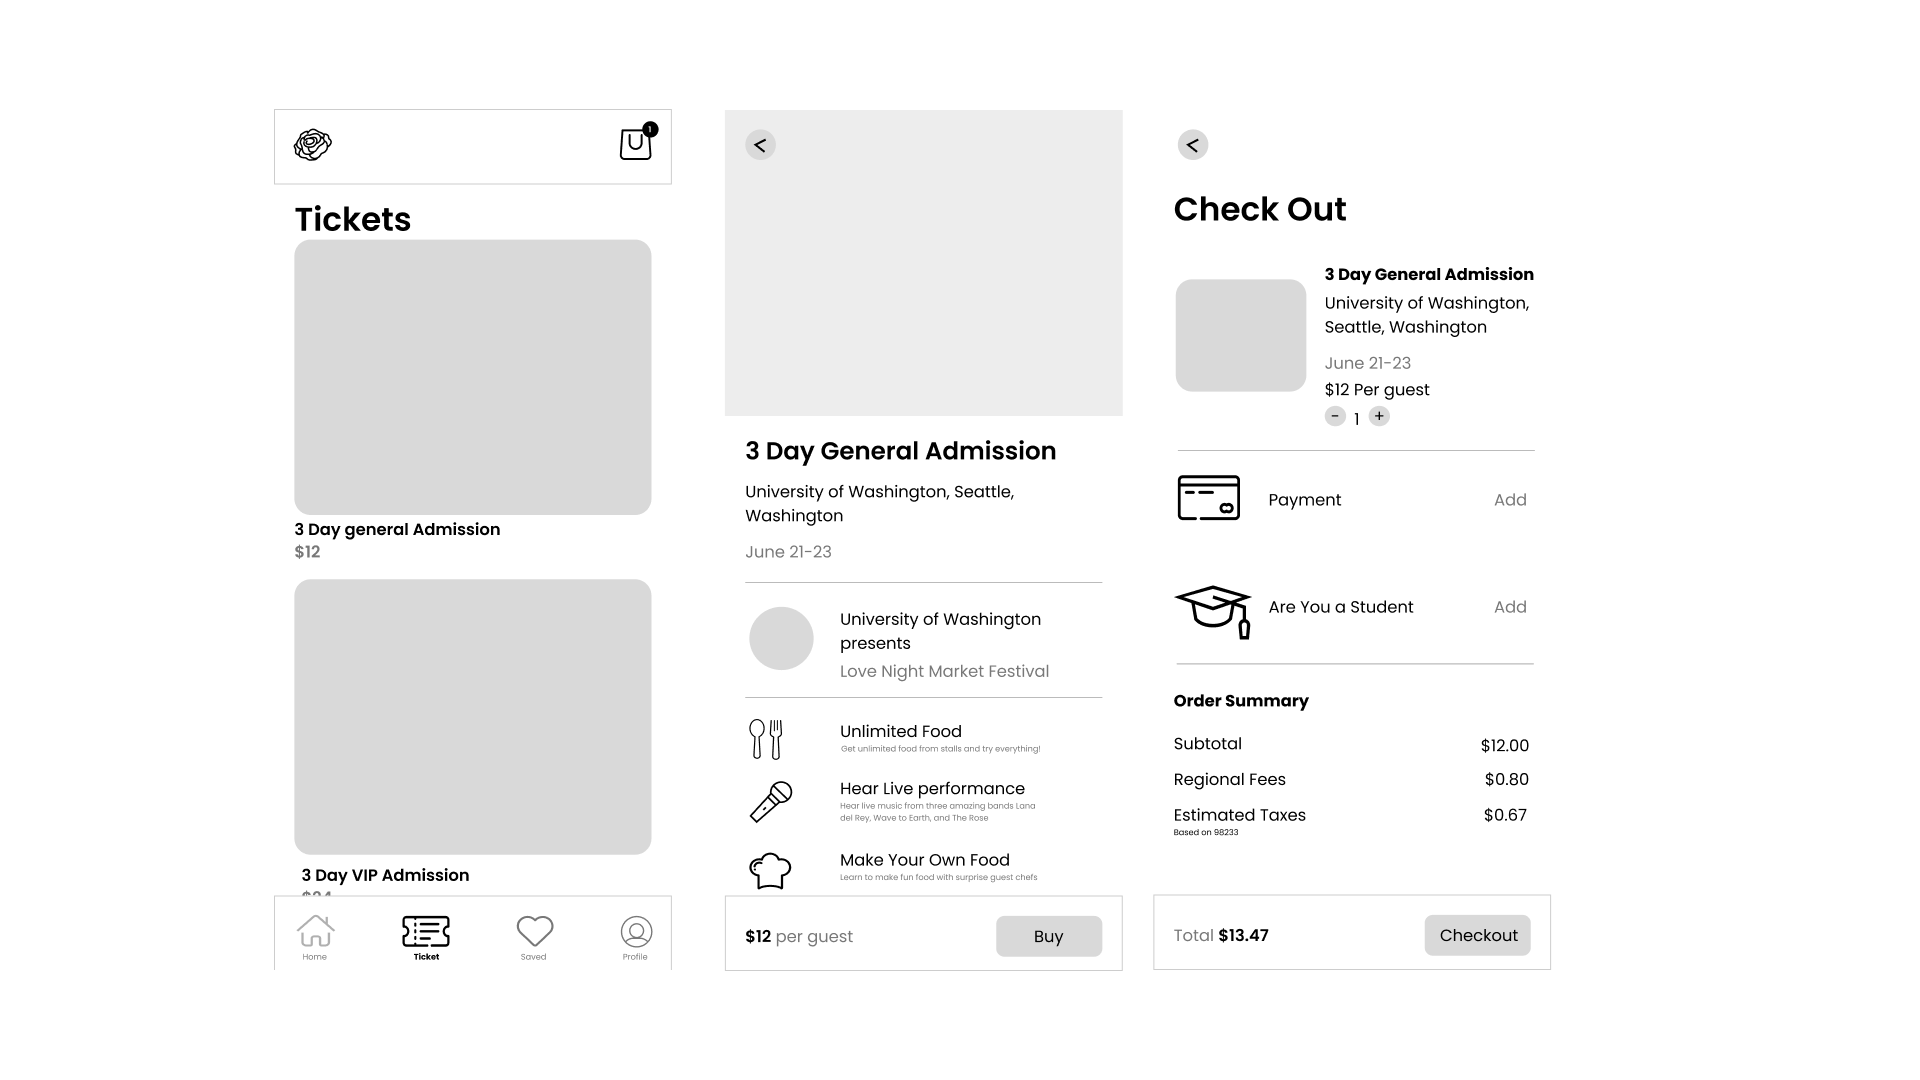 1
Tickets
3 Day general Admission
$12
3 Day VIP Admission
$24
Home
Ticket
Saved
Profile
<
3 Day General Admission
University of Washington, Seattle,
Washington
June 21-23
University of Washington
presents
Love Night Market Festival
Unlimited Food
Get unlimited food from stalls and try everything!
Hear Live performance
Hear live music from three amazing bands Lana
del Rey, Wave to Earth, and The Rose
Make Your Own Food
Learn to make fun food with surprise guest chefs
$12 per guest
Buy
<
Check Out
3 Day General Admission
University of Washington,
Seattle, Washington
June 21-23
$12 Per guest
- 1 +
Payment Add
Are You a Student Add
Order Summary
Subtotal $12.00
Regional Fees $0.80
Estimated Taxes $0.67
Based on 98233
Total $13.47
Checkout